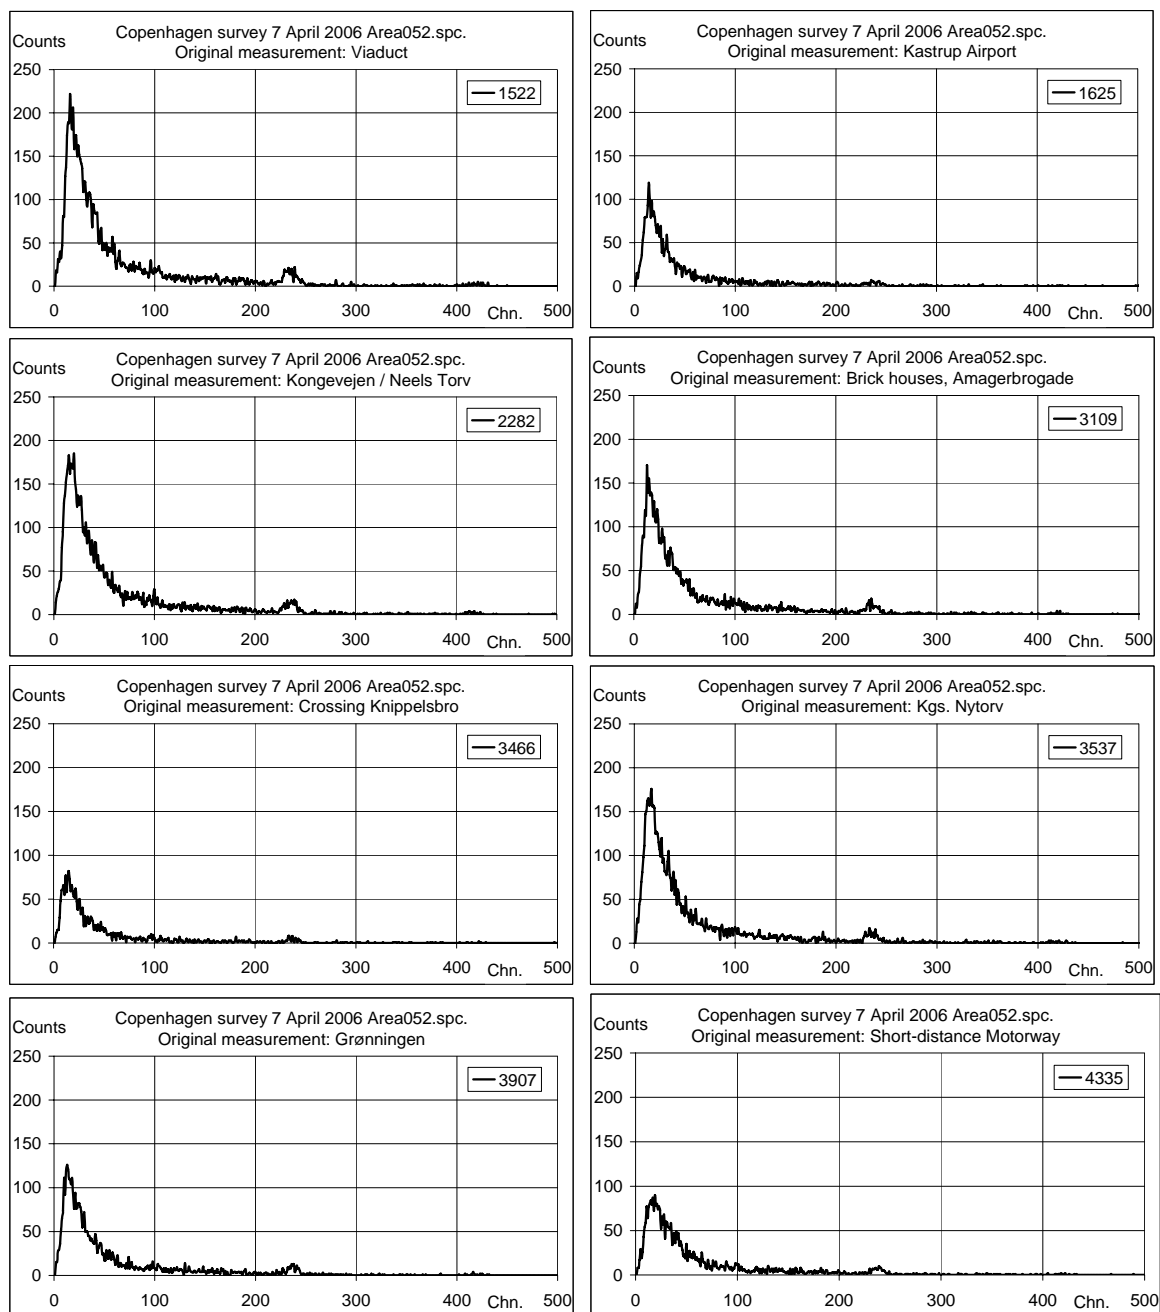 Copenhagen survey 7 April 2006 Area052.spc.
Original measurement: Viaduct
Counts
250
200
150
100
50
0
0 100 200 300 400 500
Chn.
1522
Copenhagen survey 7 April 2006 Area052.spc.
Original measurement: Kastrup Airport
Counts
250
200
150
100
50
0
0 100 200 300 400 500
Chn.
1625
Copenhagen survey 7 April 2006 Area052.spc.
Original measurement: Kongevejen / Neels Torv
Counts
250
200
150
100
50
0
0 100 200 300 400 500
Chn.
2282
Copenhagen survey 7 April 2006 Area052.spc.
Original measurement: Brick houses, Amagerbrogade
Counts
250
200
150
100
50
0
0 100 200 300 400 500
Chn.
3109
Copenhagen survey 7 April 2006 Area052.spc.
Original measurement: Crossing Knippelsbro
Counts
250
200
150
100
50
0
0 100 200 300 400 500
Chn.
3466
Copenhagen survey 7 April 2006 Area052.spc.
Original measurement: Kgs. Nytorv
Counts
250
200
150
100
50
0
0 100 200 300 400 500
Chn.
3537
Copenhagen survey 7 April 2006 Area052.spc.
Original measurement: Grønningen
Counts
250
200
150
100
50
0
0 100 200 300 400 500
Chn.
3907
Copenhagen survey 7 April 2006 Area052.spc.
Original measurement: Short-distance Motorway
Counts
250
200
150
100
50
0
0 100 200 300 400 500
Chn.
4335